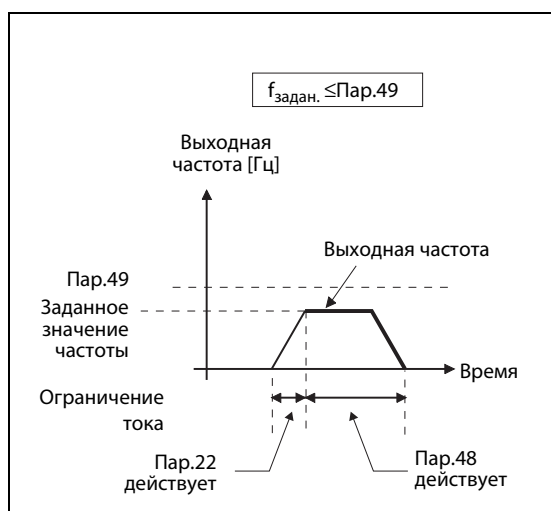 fзадан. ≤Пар.49
Выходная
частота [Гц]
Выходная частота
Пар.49
Заданное
значение
частоты
Время
Ограничение
тока
Пар.22
действует
Пар.48
действует